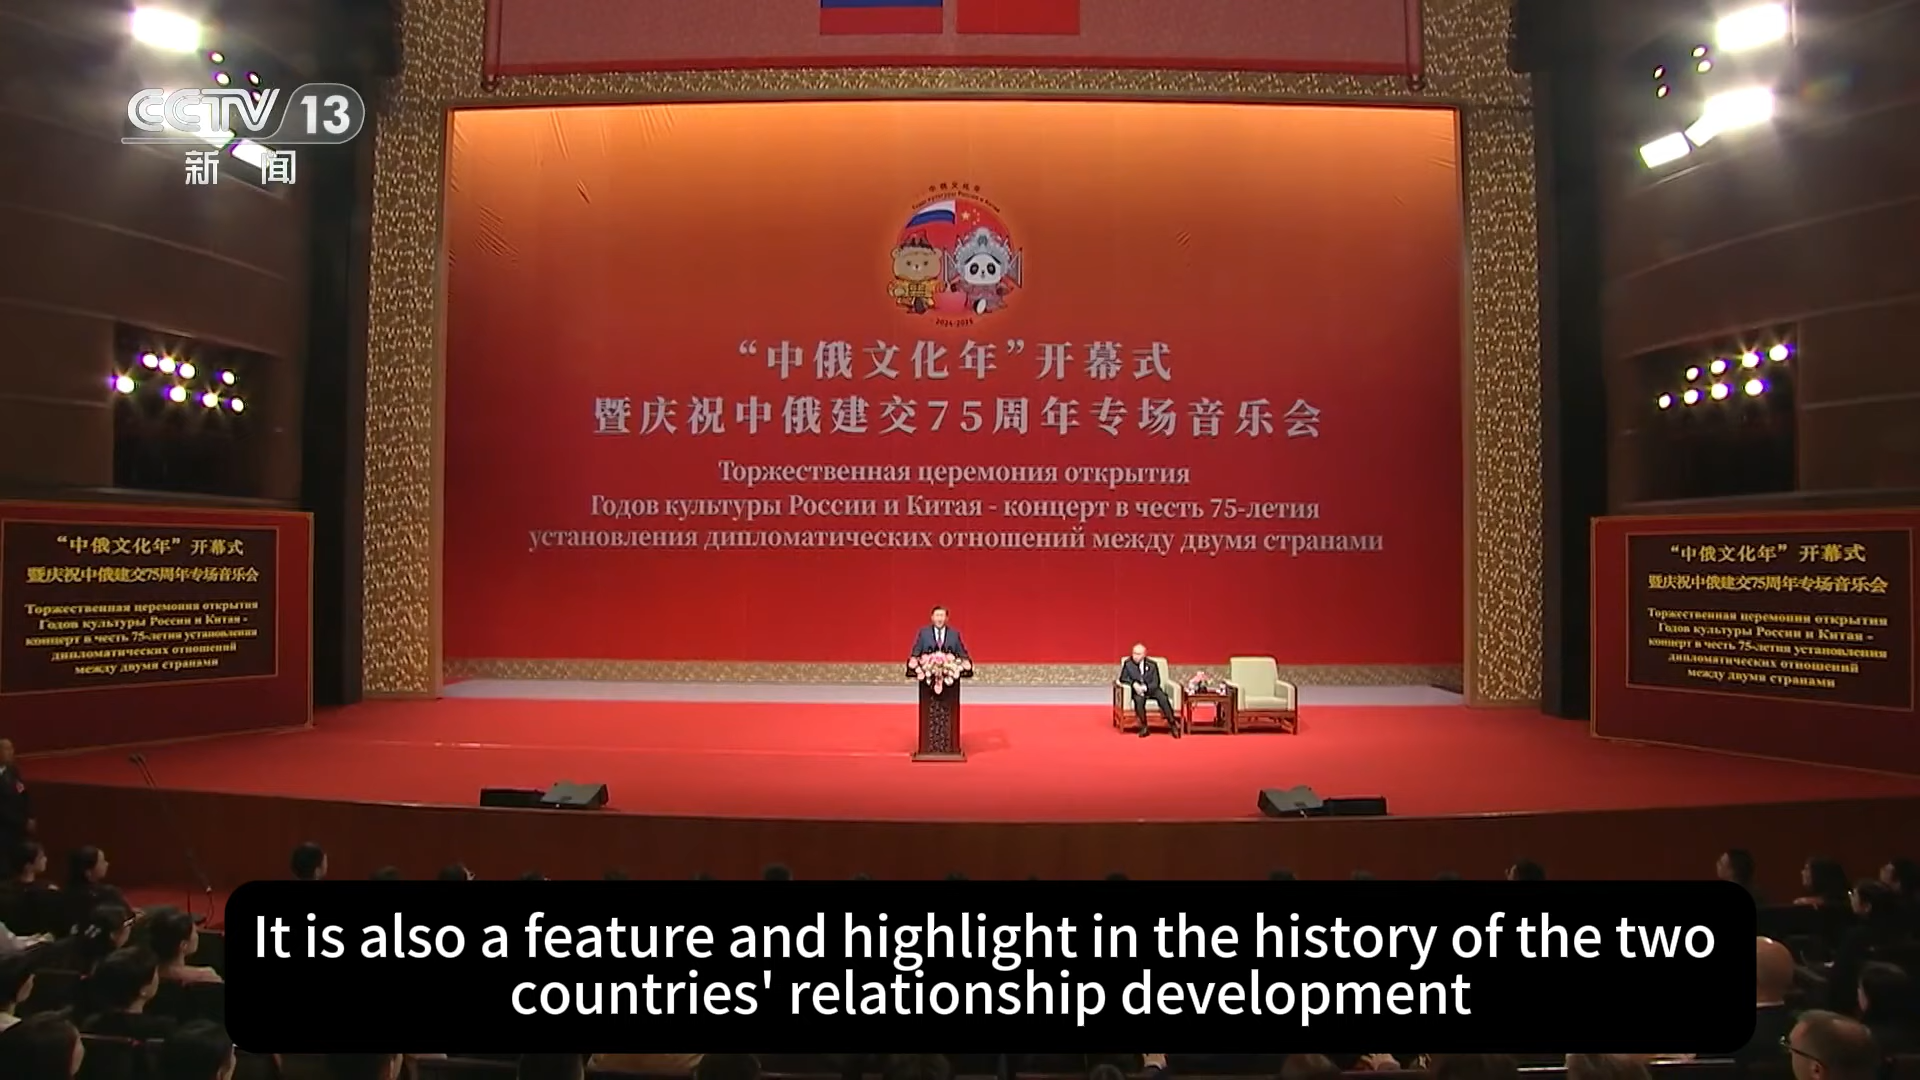 CCTV 13
新闻
中俄文化年
2024-2025
“中俄文化年”开幕式
暨庆祝中俄建交75周年专场音乐会
Торжественная церемония открытия
Годов культуры России и Китая - концерт в честь 75-летия
установления дипломатических отношений между двумя странами
“中俄文化年”开幕式
暨庆祝中俄建交75周年专场音乐会
Торжественная церемония открытия
Годов культуры России и Китая -
концерт в честь 75-летия установления
дипломатических отношений
между двумя странами
“中俄文化年”开幕式
暨庆祝中俄建交75周年专场音乐会
Торжественная церемония открытия
Годов культуры России и Китая -
концерт в честь 75-летия установления
дипломатических отношений
между двумя странами
It is also a feature and highlight in the history of the two
countries' relationship development